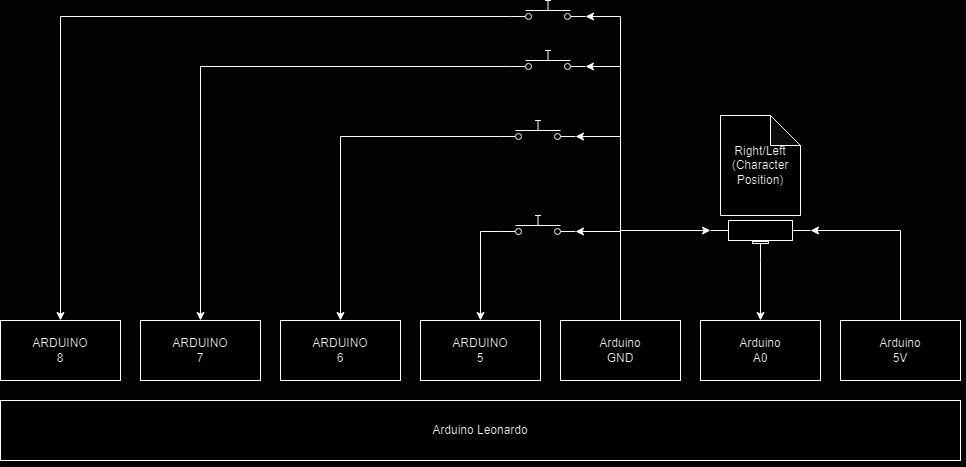 Right/Left
(Character
Position)
ARDUINO
8
ARDUINO
7
ARDUINO
6
ARDUINO
5
Arduino
GND
Arduino
A0
Arduino
5V
Arduino Leonardo